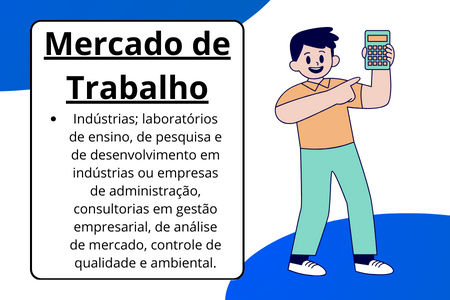 Mercado de
Trabalho
• Indústrias; laboratórios
de ensino, de pesquisa e
de desenvolvimento em
indústrias ou empresas
de administração,
consultorias em gestão
empresarial, de análise
de mercado, controle de
qualidade e ambiental.